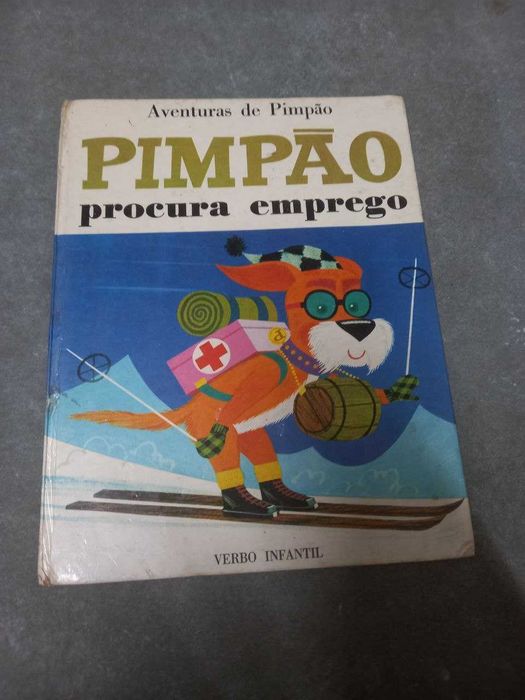 Aventuras de Pimpão
PIMPÃO
procura emprego
VERBO INFANTIL